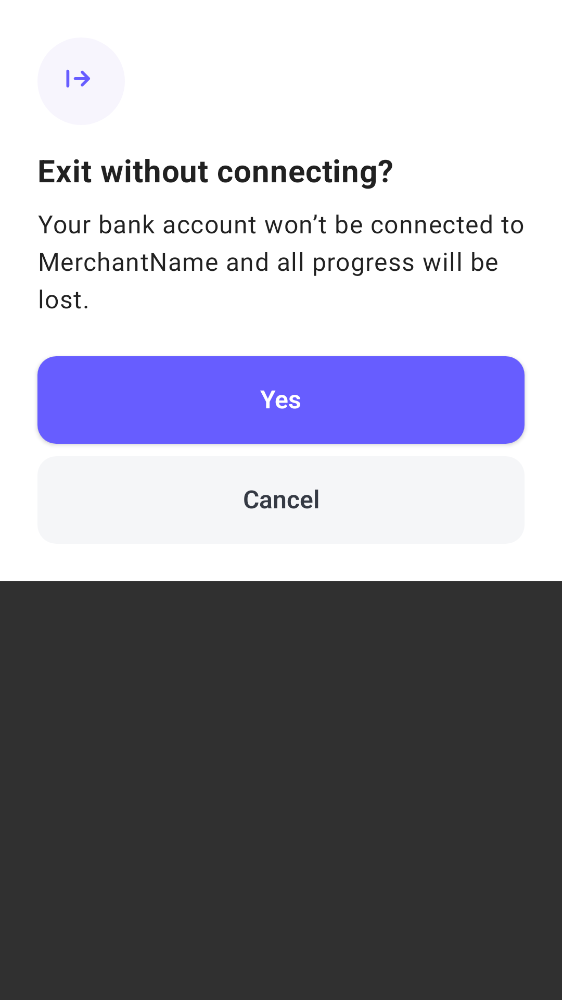 Exit without connecting?
Your bank account won’t be connected to
MerchantName and all progress will be
lost.
Yes
Cancel